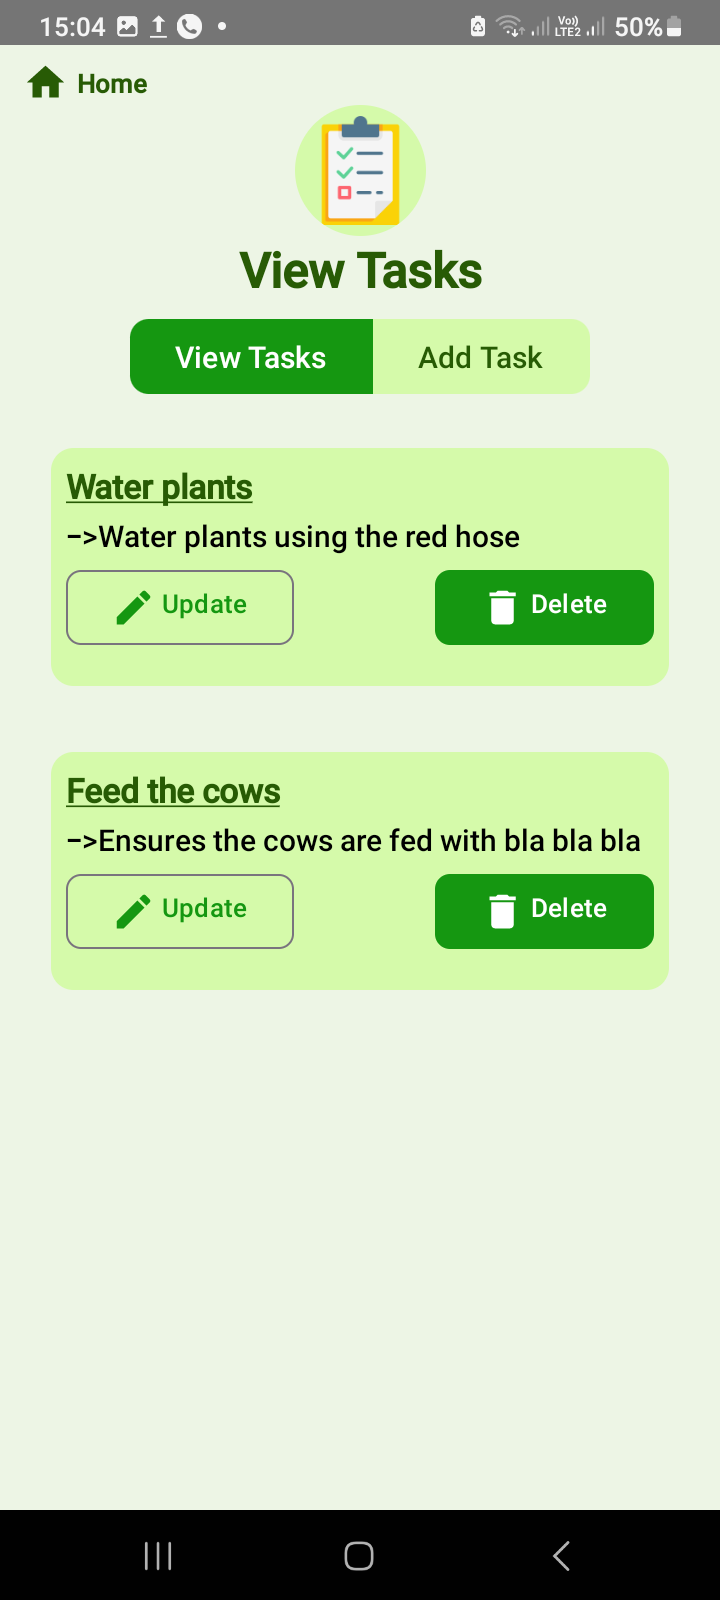 15:04 Vo)) LTE2 50%
Home
View Tasks
View Tasks Add Task
Water plants
–>Water plants using the red hose
Update Delete
Feed the cows
–>Ensures the cows are fed with bla bla bla
Update Delete